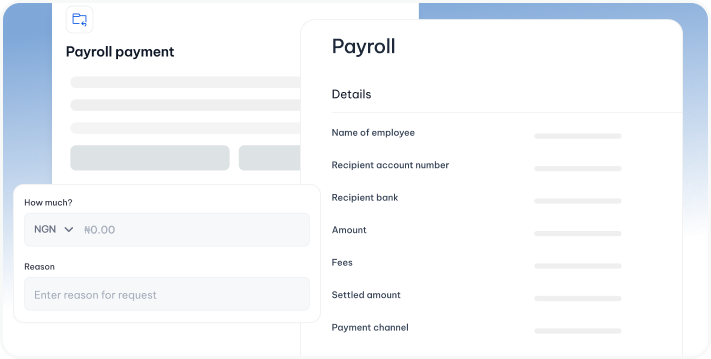 Payroll payment
How much?
NGN ₦0.00
Reason
Enter reason for request
Payroll
Details
Name of employee
Recipient account number
Recipient bank
Amount
Fees
Settled amount
Payment channel